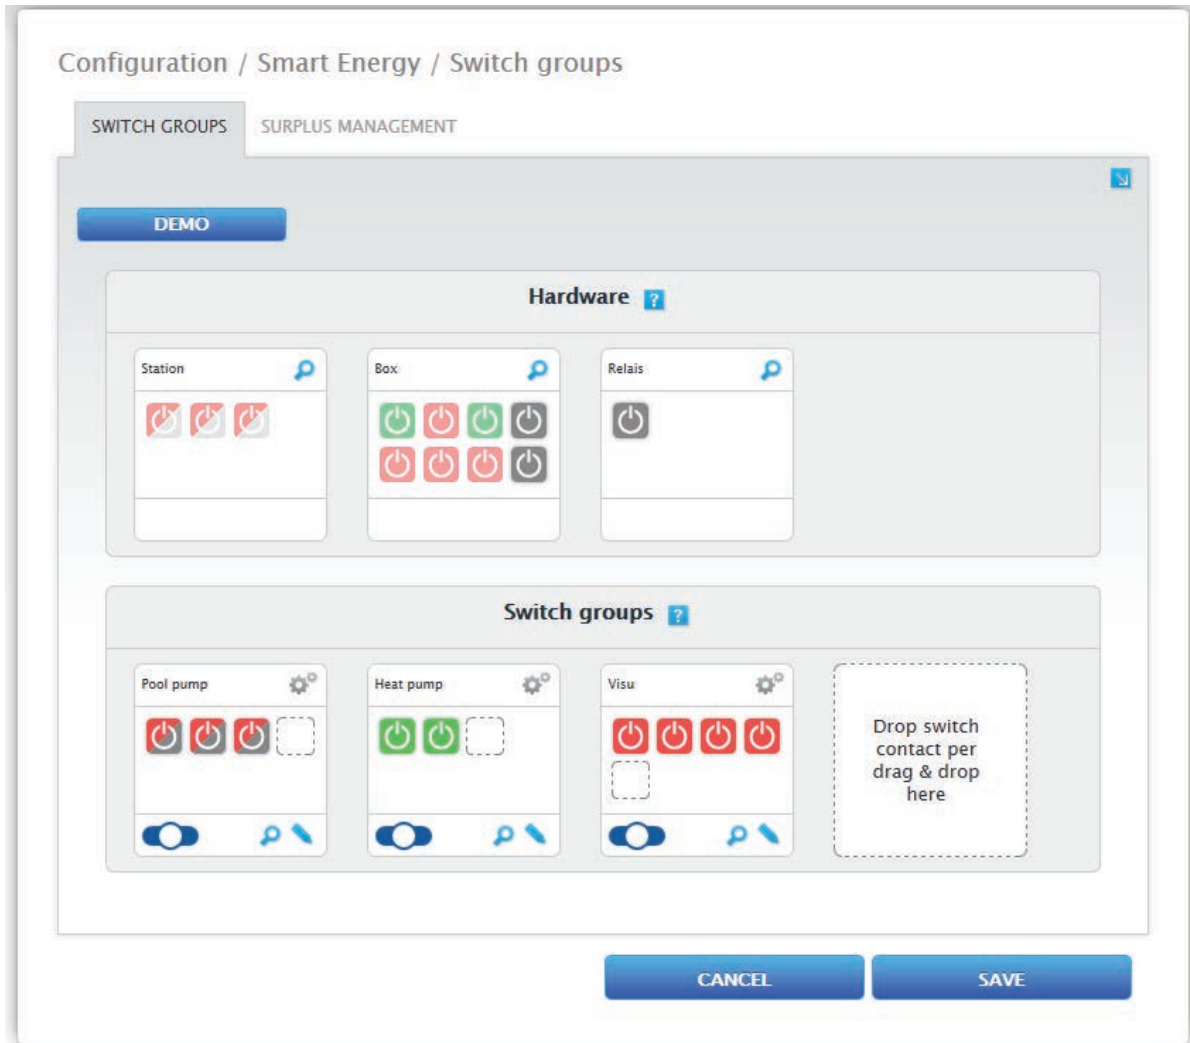 Configuration / Smart Energy / Switch groups
SWITCH GROUPS SURPLUS MANAGEMENT
DEMO
Hardware ?
Station Box Relais
Switch groups ?
Pool pump Heat pump Visu
Drop switch
contact per
drag & drop
here
CANCEL SAVE